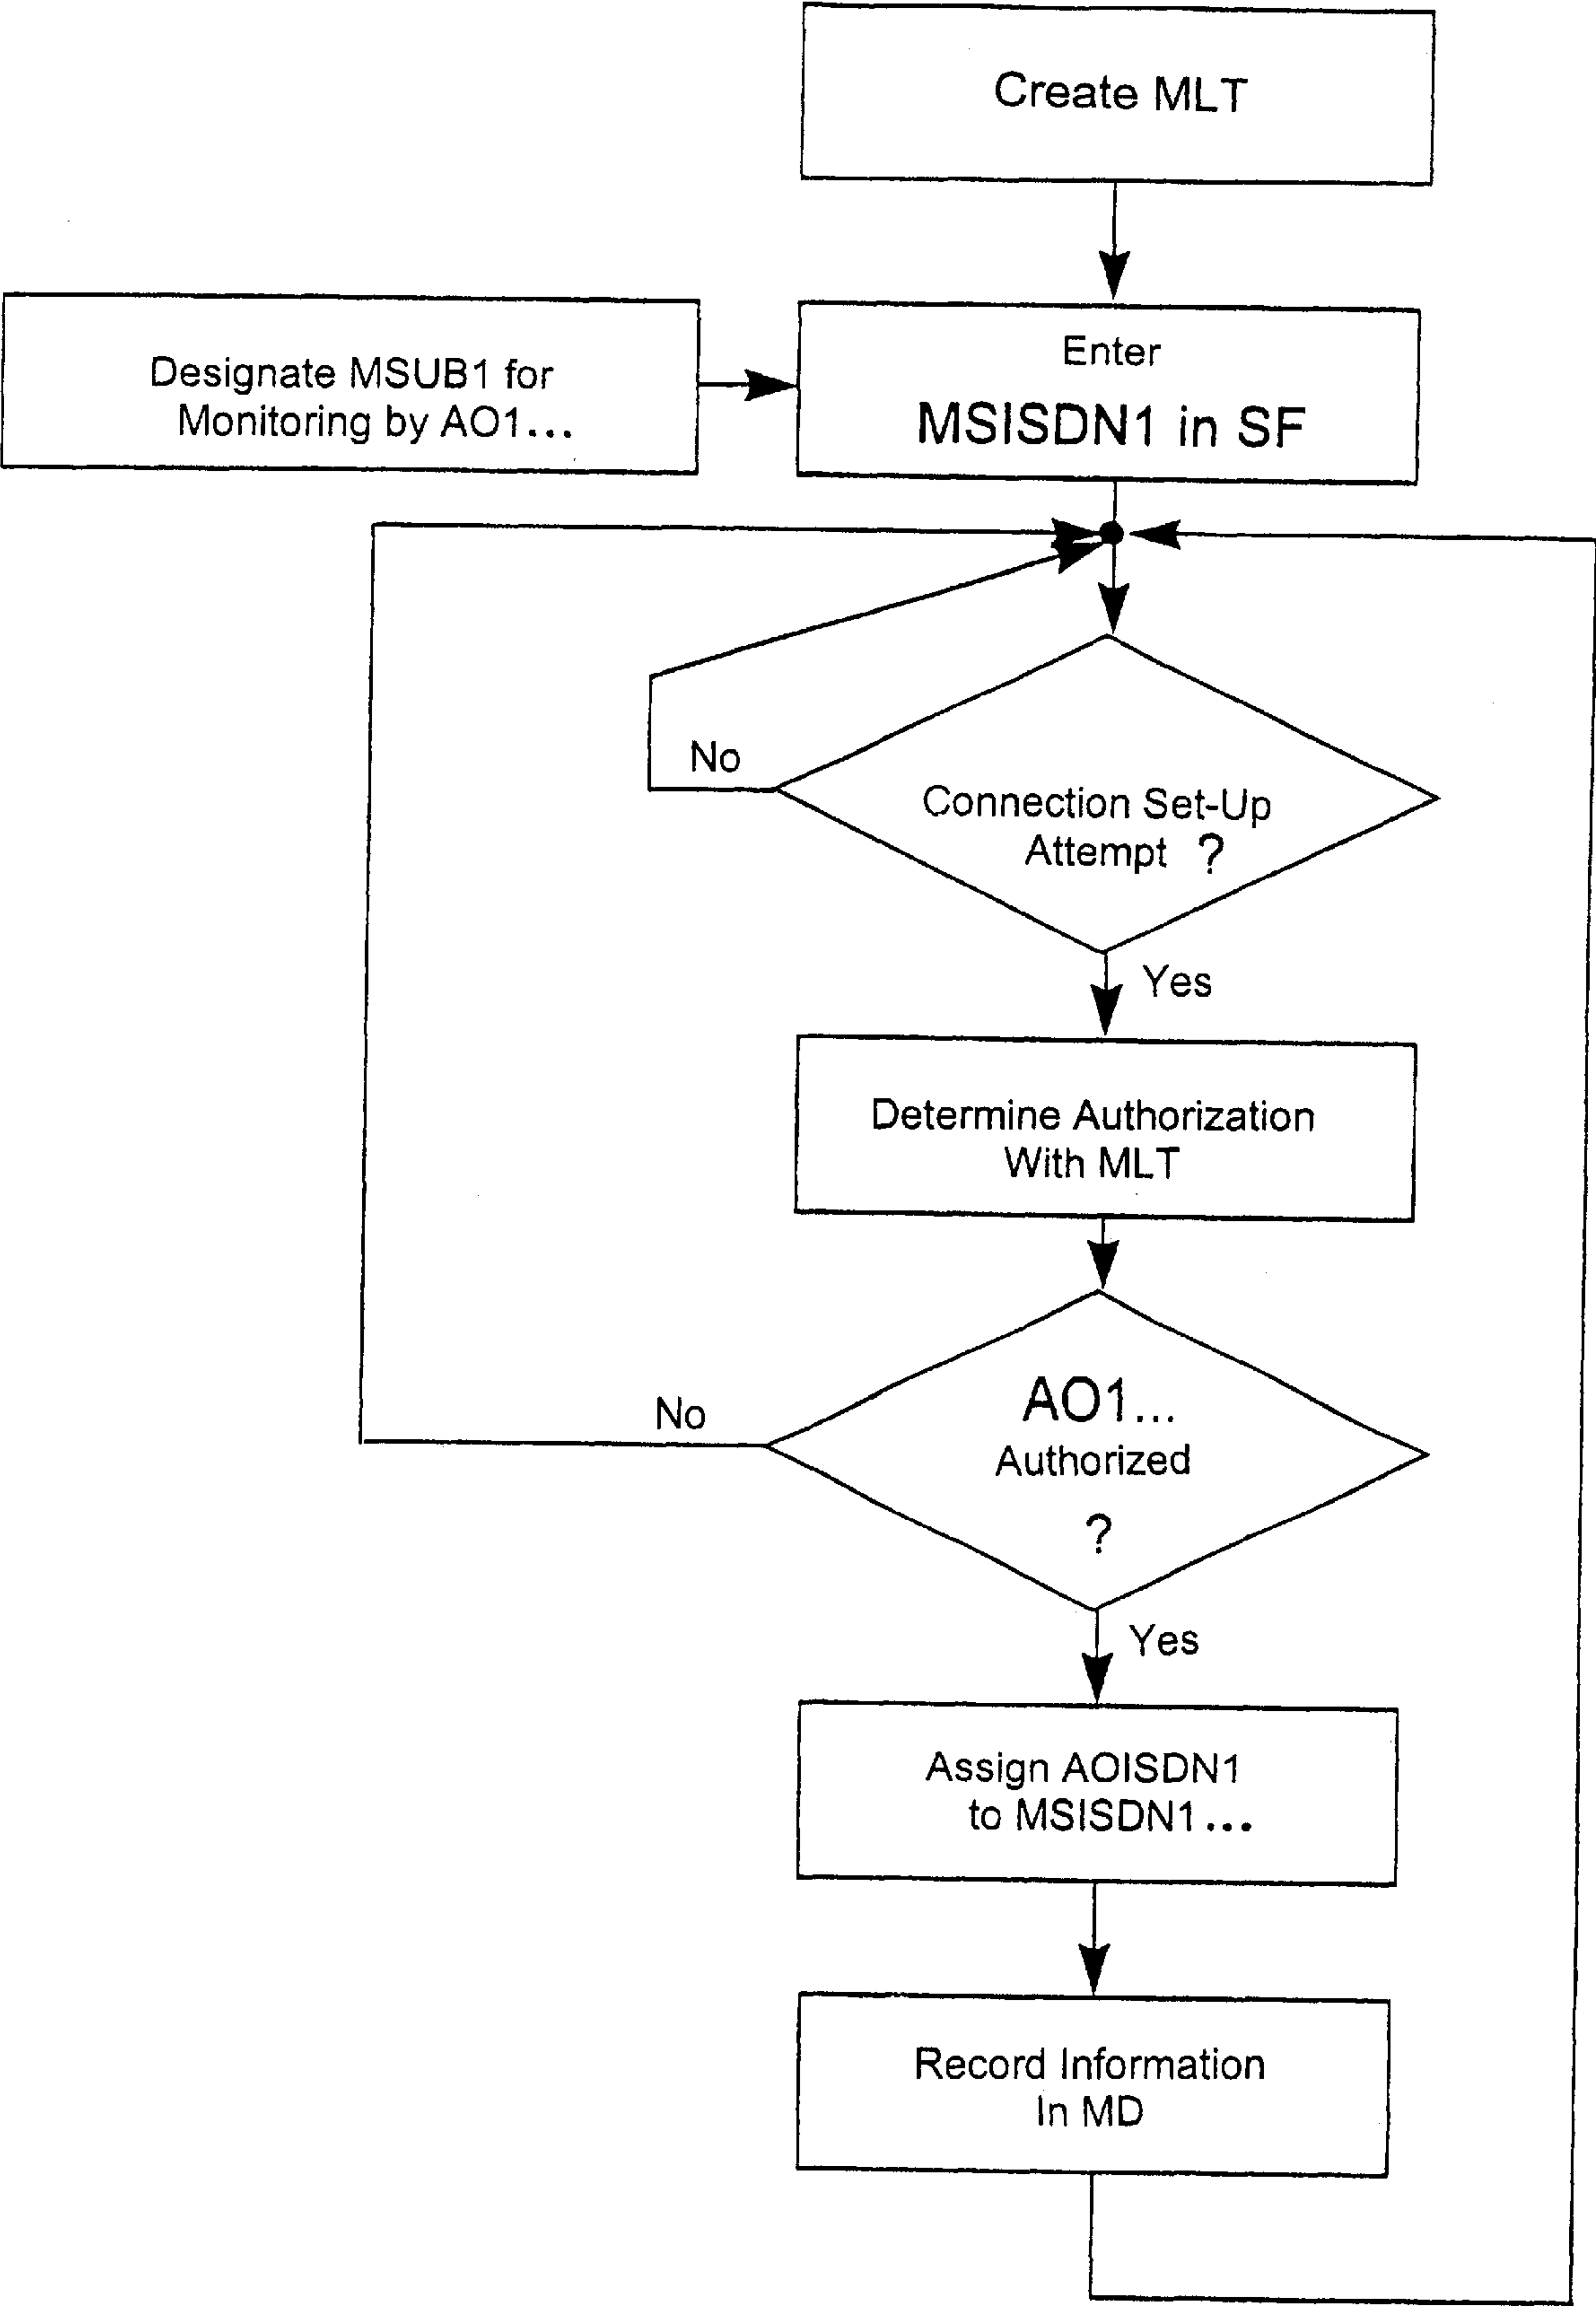 Create MLT
Designate MSUB1 for
Monitoring by AO1...
Enter
MSISDN1 in SF
No
Connection Set-Up
Attempt ?
Yes
Determine Authorization
With MLT
No
AO1...
Authorized
?
Yes
Assign AOISDN1
to MSISDN1...
Record Information
In MD